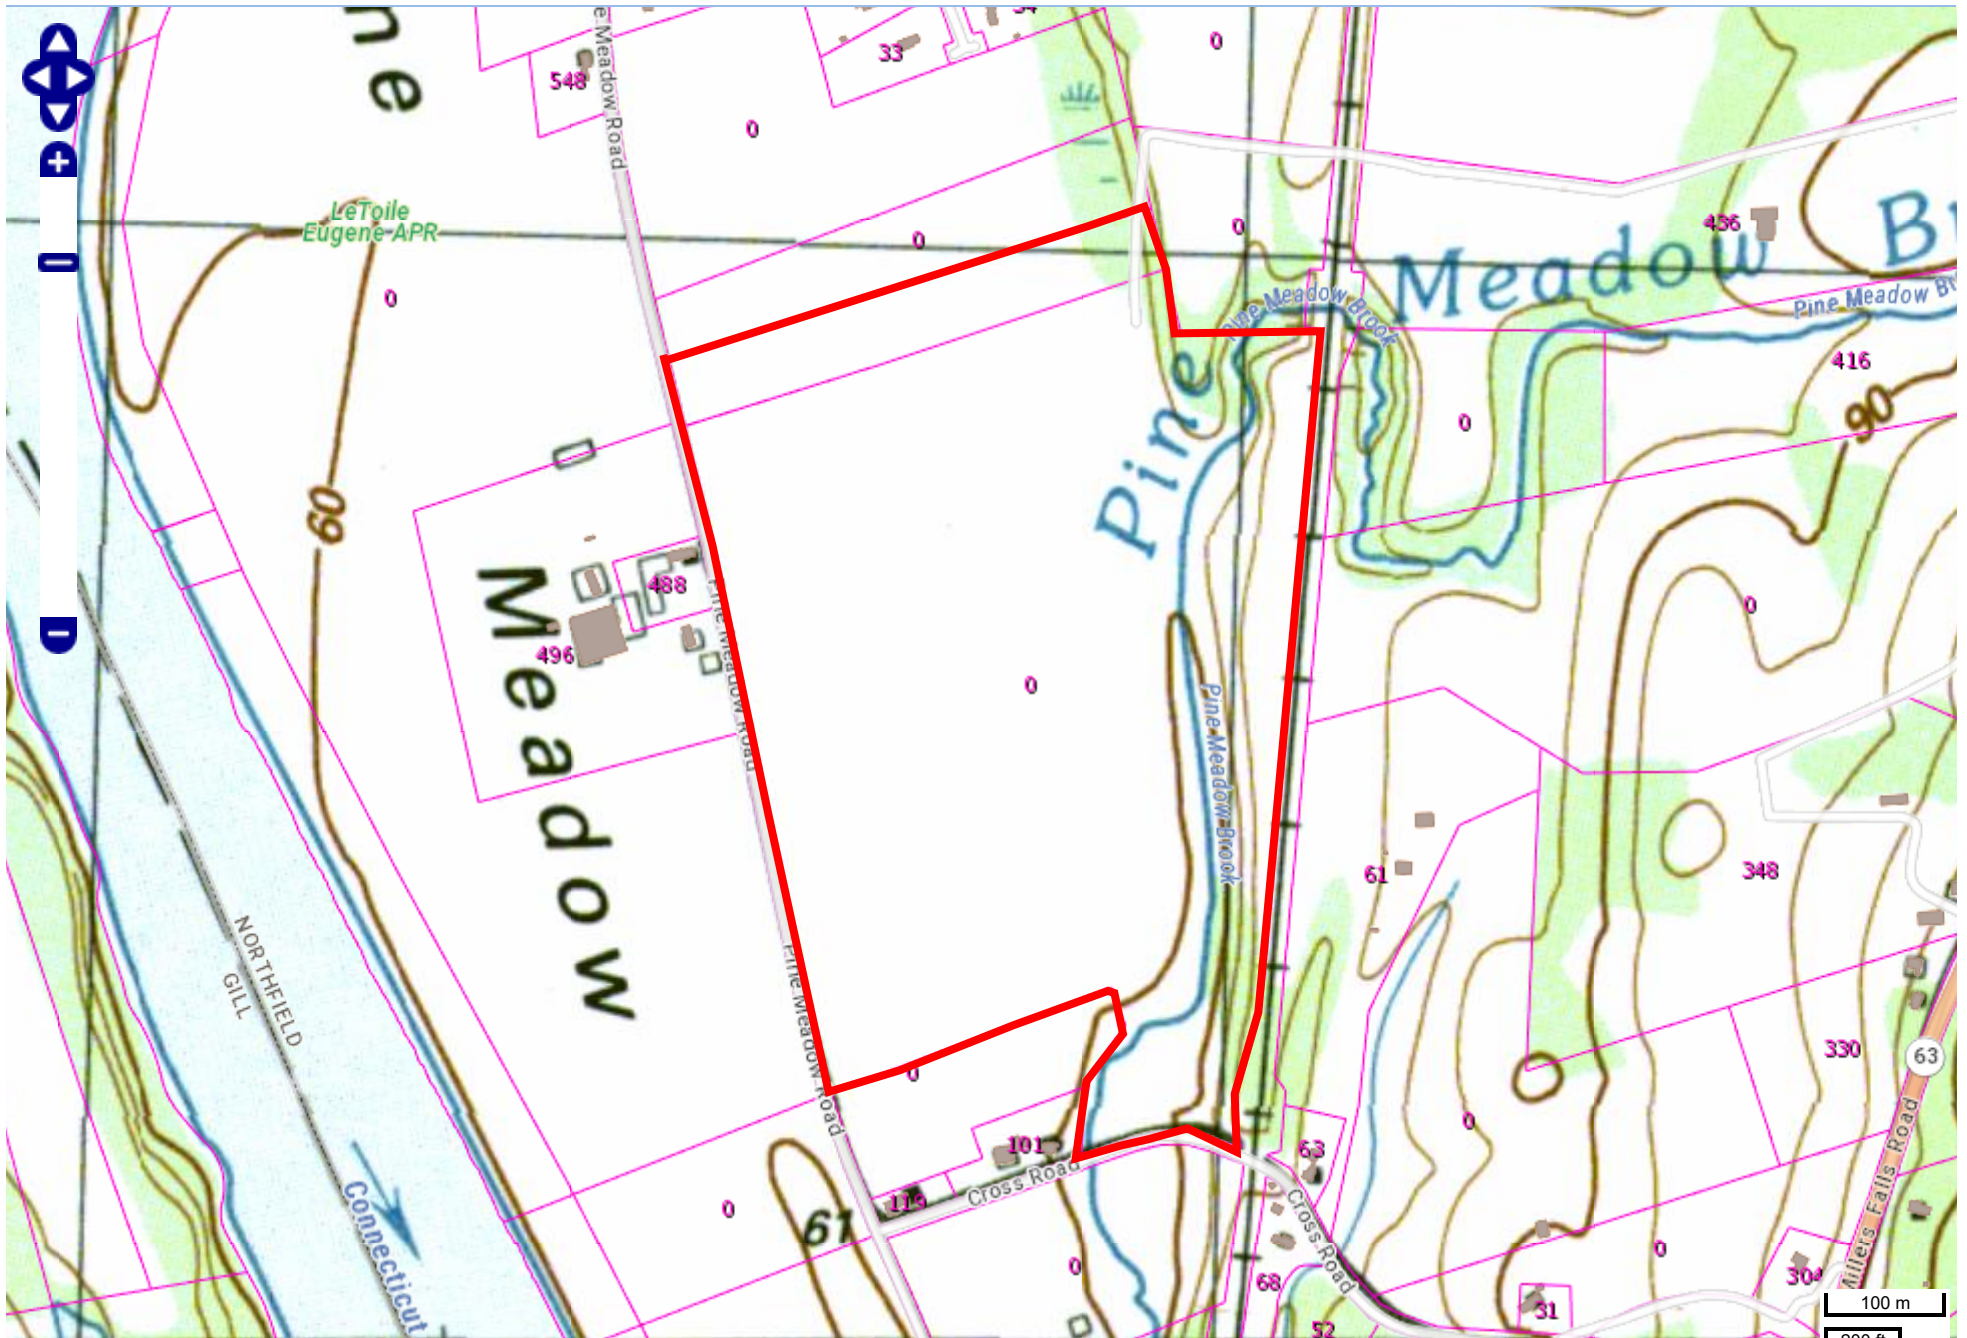 ne
e Meadow Road
548
33
0
0
0
0
LeToile
Eugene APR
0
436
Meadow
Br
Pine Meadow Brook
Pine Meadow Br
416
90
0
Pine
60
0
488
496
Meadow
Pine Meadow Road
0
Pine Meadow Brook
61
348
NORTHFIELD
GILL
Pine Meadow Road
0
330
63
0
101
63
119
Cross Road
Cross Road
0
61
Connecticut
0
68
0
304
31
52
Millers Falls Road
100 m